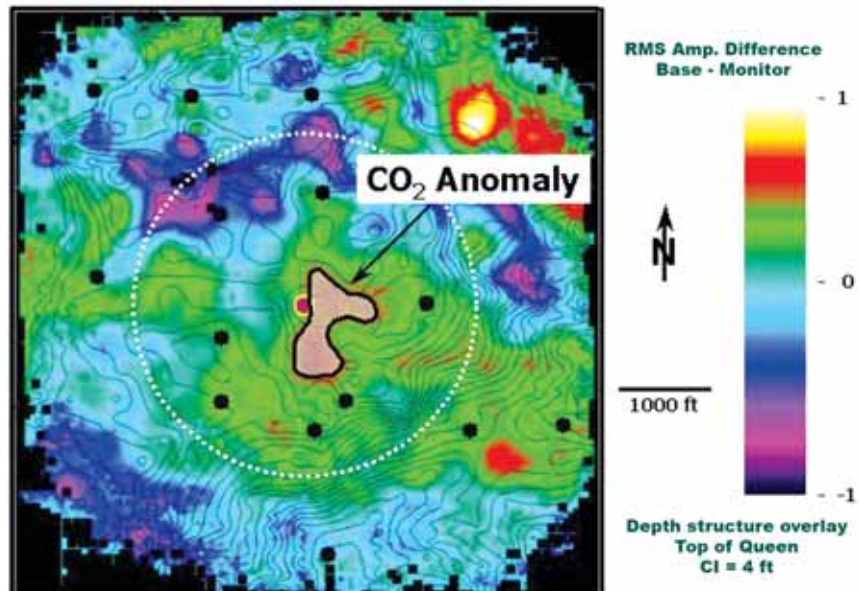 RMS Amp. Difference
Base - Monitor
CO₂ Anomaly
- 1
N
- 0
1000 ft
- -1
Depth structure overlay
Top of Queen
CI = 4 ft